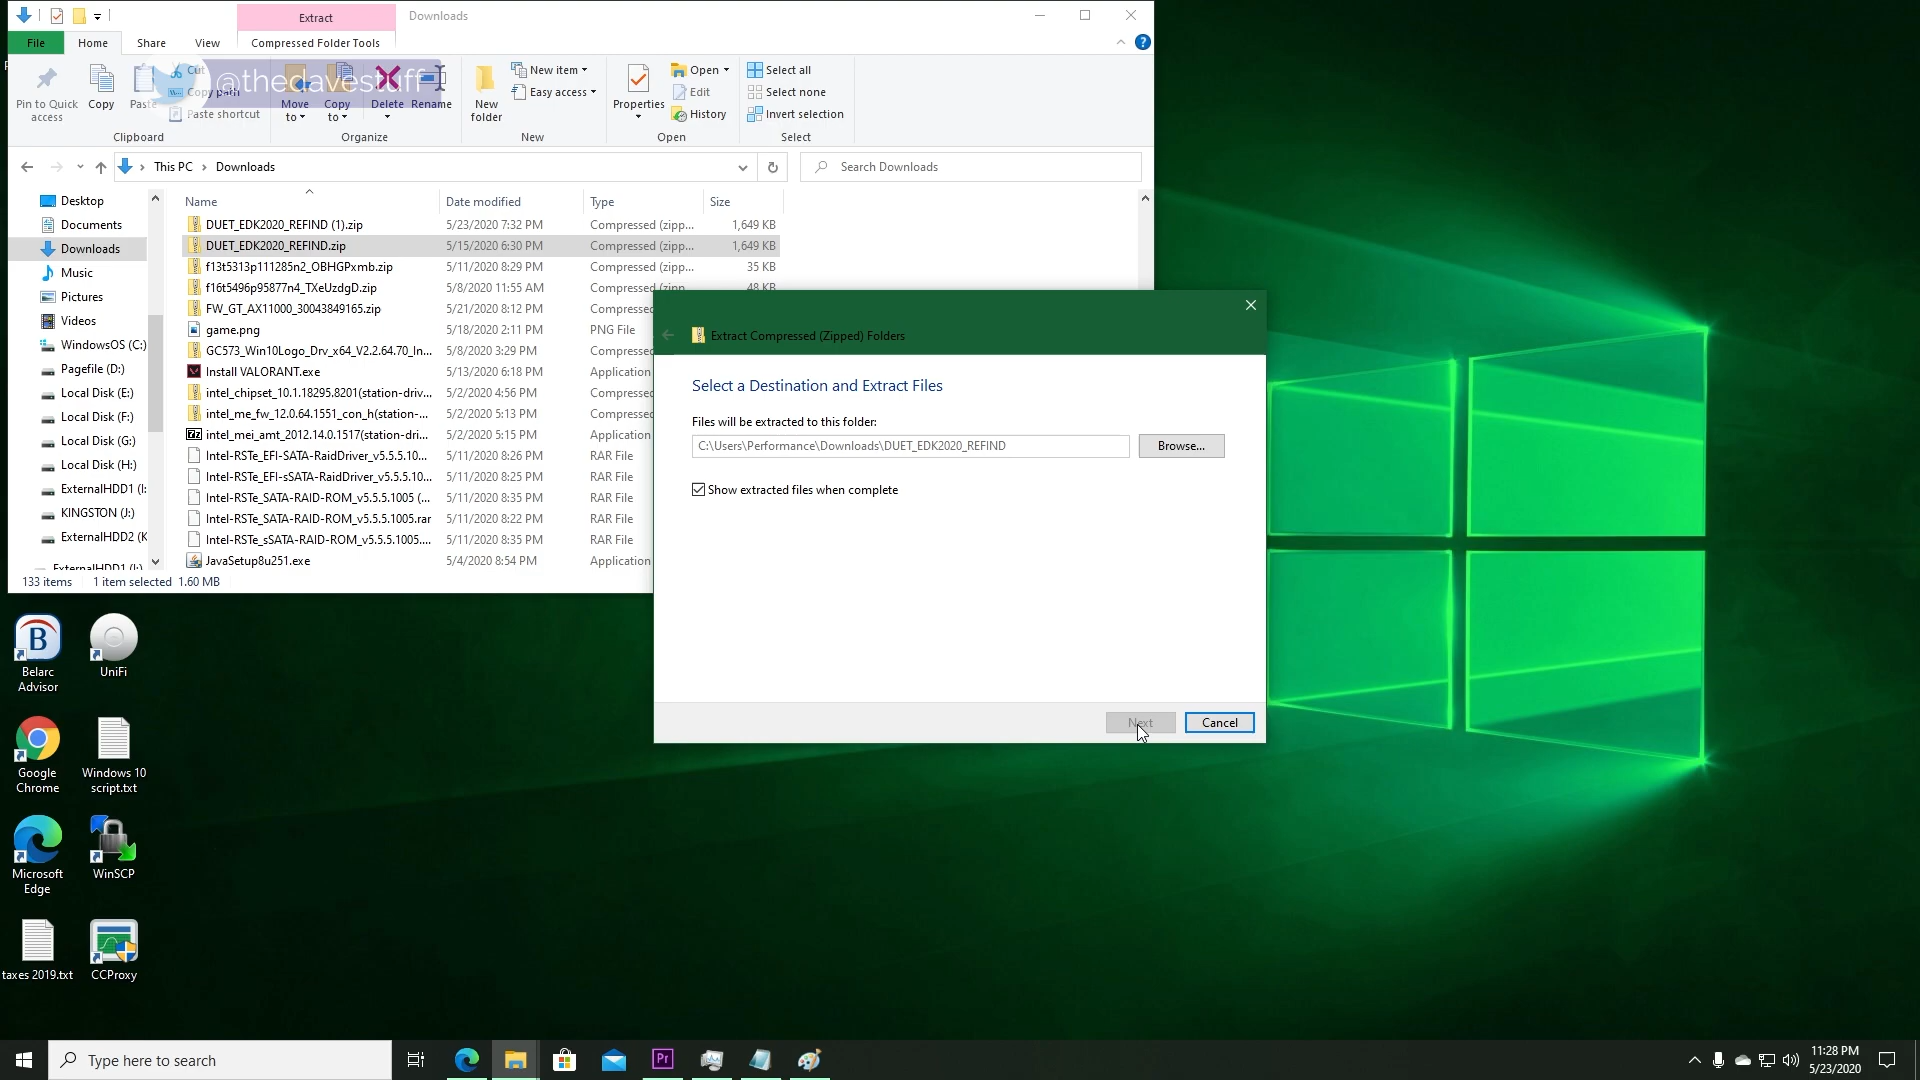 Extract
Downloads
File
Home
Share
View
Compressed Folder Tools
Pin to Quick access
Copy
Paste
Cut
Copy path
Paste shortcut
@thedavestuff
Move to
Copy to
Delete
Rename
New folder
New item
Easy access
Properties
Open
Edit
History
Select all
Select none
Invert selection
Clipboard
Organize
New
Open
Select
This PC
Downloads
Search Downloads
Desktop
Documents
Downloads
Music
Pictures
Videos
WindowsOS (C:)
Pagefile (D:)
Local Disk (E:)
Local Disk (F:)
Local Disk (G:)
Local Disk (H:)
ExternalHDD1 (I:
KINGSTON (J:)
ExternalHDD2 (K
ExternalHDD1 (I:)
Name Date modified Type Size
DUET_EDK2020_REFIND (1).zip 5/23/2020 7:32 PM Compressed (zipp... 1,649 KB
DUET_EDK2020_REFIND.zip 5/15/2020 6:30 PM Compressed (zipp... 1,649 KB
f13t5313p111285n2_OBHGPxmb.zip 5/11/2020 8:29 PM Compressed (zipp... 35 KB
f16t5496p95877n4_TXeUzdgD.zip 5/8/2020 11:55 AM Compressed (zipp... 48 KB
FW_GT_AX11000_30043849165.zip 5/21/2020 8:12 PM Compressed
game.png 5/18/2020 2:11 PM PNG File
GC573_Win10Logo_Drv_x64_V2.2.64.70_In... 5/8/2020 3:29 PM Compressed
Install VALORANT.exe 5/13/2020 6:18 PM Application
intel_chipset_10.1.18295.8201(station-driv... 5/2/2020 4:56 PM Compressed
intel_me_fw_12.0.64.1551_con_h(station-... 5/2/2020 5:13 PM Compressed
intel_mei_amt_2012.14.0.1517(station-dri... 5/2/2020 5:15 PM Application
Intel-RSTe_EFI-SATA-RaidDriver_v5.5.5.10... 5/11/2020 8:26 PM RAR File
Intel-RSTe_EFI-sSATA-RaidDriver_v5.5.5.10... 5/11/2020 8:25 PM RAR File
Intel-RSTe_SATA-RAID-ROM_v5.5.5.1005 (... 5/11/2020 8:35 PM RAR File
Intel-RSTe_SATA-RAID-ROM_v5.5.5.1005.rar 5/11/2020 8:22 PM RAR File
Intel-RSTe_sSATA-RAID-ROM_v5.5.5.1005.... 5/11/2020 8:35 PM RAR File
JavaSetup8u251.exe 5/4/2020 8:54 PM Application
133 items 1 item selected 1.60 MB
Extract Compressed (Zipped) Folders
Select a Destination and Extract Files
Files will be extracted to this folder:
C:\Users\Performance\Downloads\DUET_EDK2020_REFIND
Browse...
Show extracted files when complete
Next
Cancel
Belarc Advisor
UniFi
Google Chrome
Windows 10 script.txt
Microsoft Edge
WinSCP
taxes 2019.txt
CCProxy
Type here to search
Pr
11:28 PM
5/23/2020